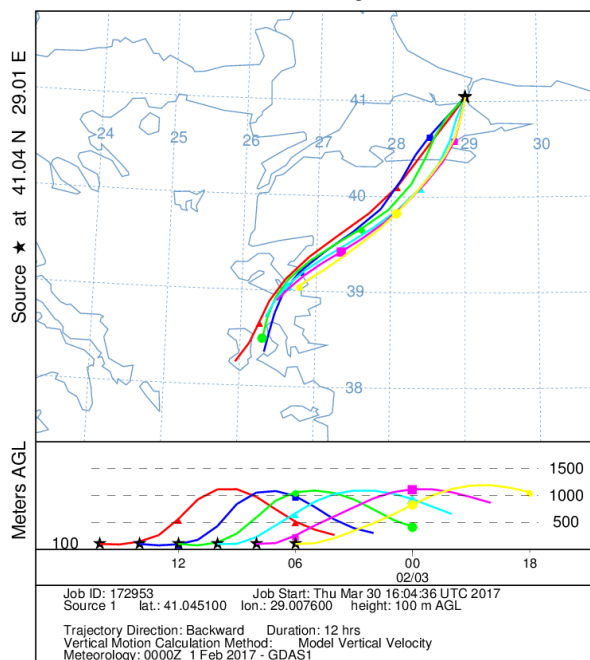 Source ★ at 41.04 N 29.01 E
41
24
25
26
27
28
29
30
40
39
38
Meters AGL
1500
1000
500
100
12
06
00
18
02/03
Job ID: 172953 Job Start: Thu Mar 30 16:04:36 UTC 2017
Source 1 lat.: 41.045100 lon.: 29.007600 height: 100 m AGL
Trajectory Direction: Backward Duration: 12 hrs
Vertical Motion Calculation Method: Model Vertical Velocity
Meteorology: 0000Z 1 Feb 2017 - GDAS1